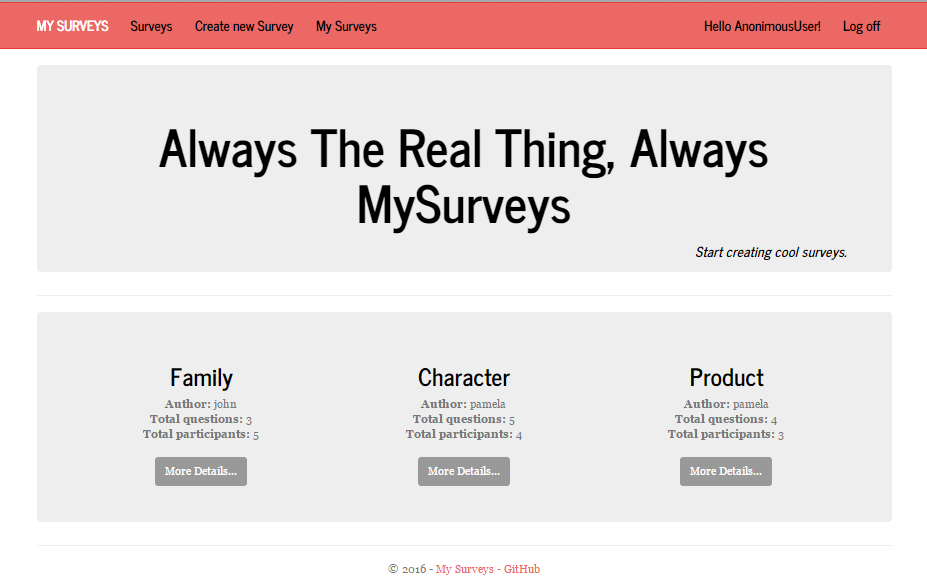 MY SURVEYS Surveys Create new Survey My Surveys Hello AnonimousUser! Log off
Always The Real Thing, Always
MySurveys
Start creating cool surveys.
Family Character Product
Author: john Author: pamela Author: pamela
Total questions: 3 Total questions: 5 Total questions: 4
Total participants: 5 Total participants: 4 Total participants: 3
More Details... More Details... More Details...
© 2016 - My Surveys - GitHub